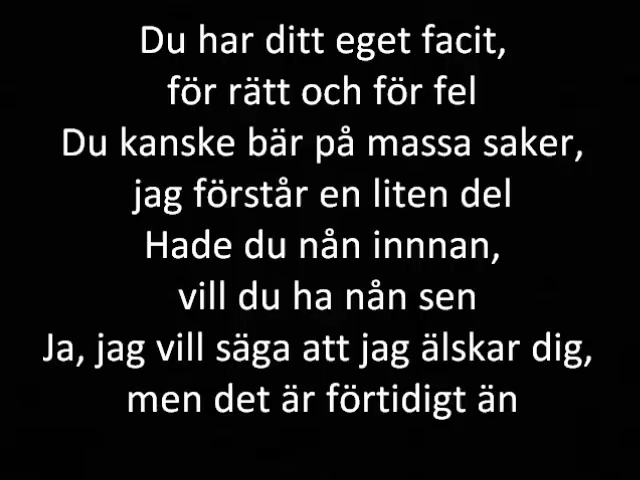 Du har ditt eget facit,
för rätt och för fel
Du kanske bär på massa saker,
jag förstår en liten del
Hade du nån innnan,
vill du ha nån sen
Ja, jag vill säga att jag älskar dig,
men det är förtidigt än